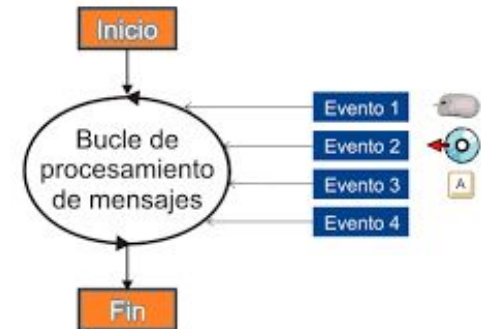 Inicio
Bucle de
procesamiento
de mensajes
Evento 1
Evento 2
Evento 3
A
Evento 4
Fin